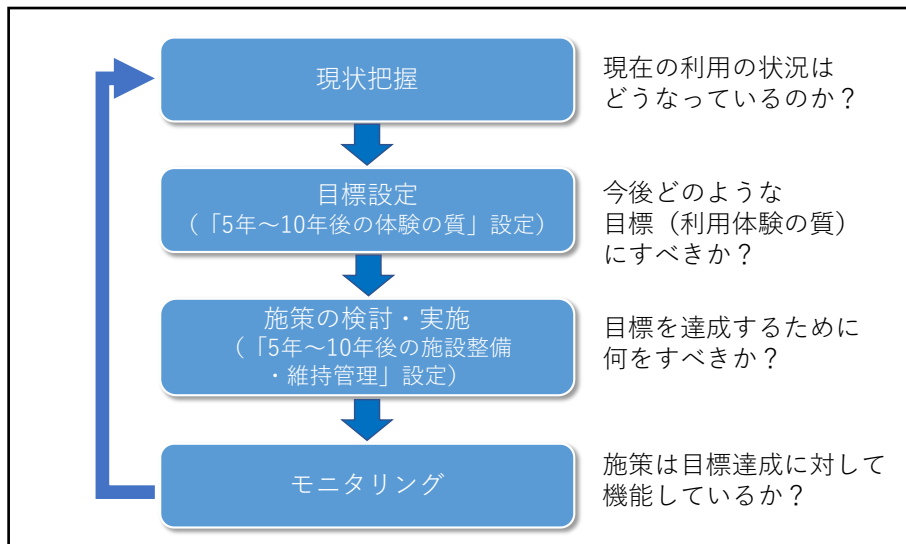 現状把握
現在の利用の状況は
どうなっているのか？
目標設定
（「5年～10年後の体験の質」設定）
今後どのような
目標（利用体験の質）
にすべきか？
施策の検討・実施
（「5年～10年後の施設整備
・維持管理」設定）
目標を達成するために
何をすべきか？
モニタリング
施策は目標達成に対して
機能しているか？